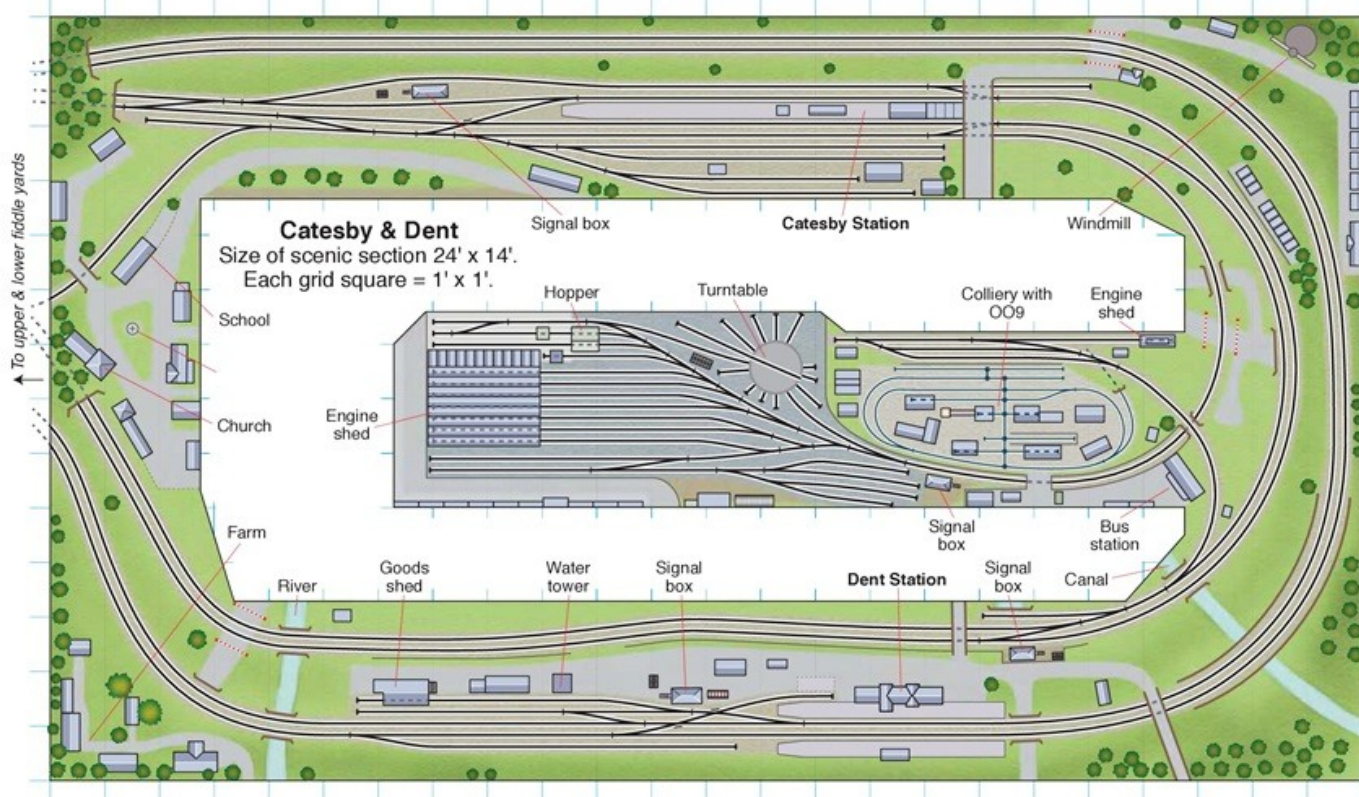 To upper & lower fiddle yards
Signal box
Catesby Station
Windmill
Catesby & Dent
Size of scenic section 24' x 14'.
Each grid square = 1' x 1'.
School
Hopper
Turntable
Colliery with
OO9
Engine
shed
Church
Engine
shed
Signal
box
Bus
station
Farm
River
Goods
shed
Water
tower
Signal
box
Dent Station
Signal
box
Canal